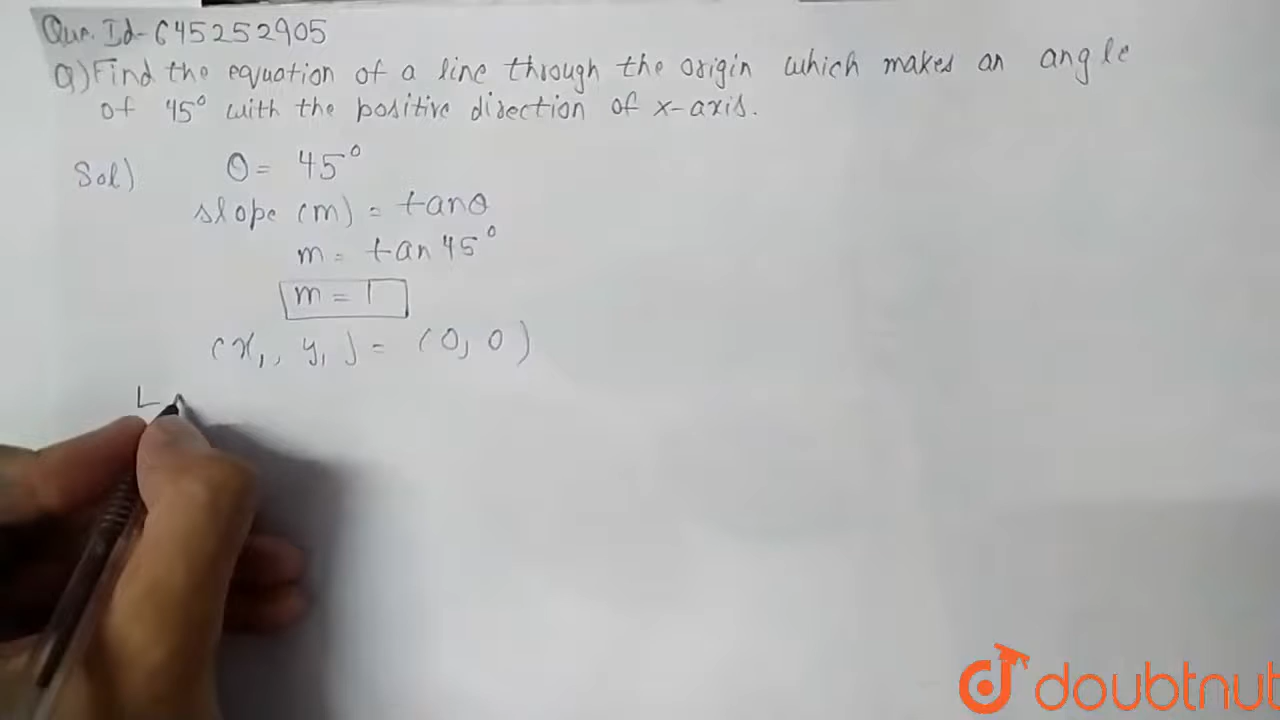 Que. Id-645252905
Q) Find the equation of a line through the origin which makes an angle
of 45° with the positive direction of x-axis.
Sol) θ = 45°
slope (m) = tanθ
m = tan 45°
m = 1
(x₁, y₁) = (0, 0)
L
doubtnut